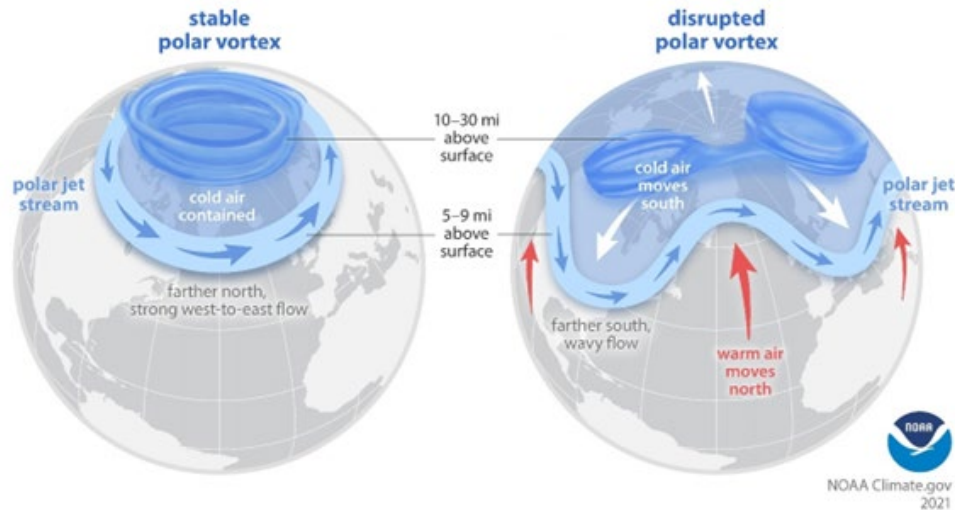 stable
polar vortex
disrupted
polar vortex
10–30 mi
above
surface
polar jet
stream
cold air
contained
5–9 mi
above
surface
farther north,
strong west-to-east flow
cold air
moves
south
polar jet
stream
farther south,
wavy flow
warm air
moves
north
NOAA
NOAA Climate.gov
2021